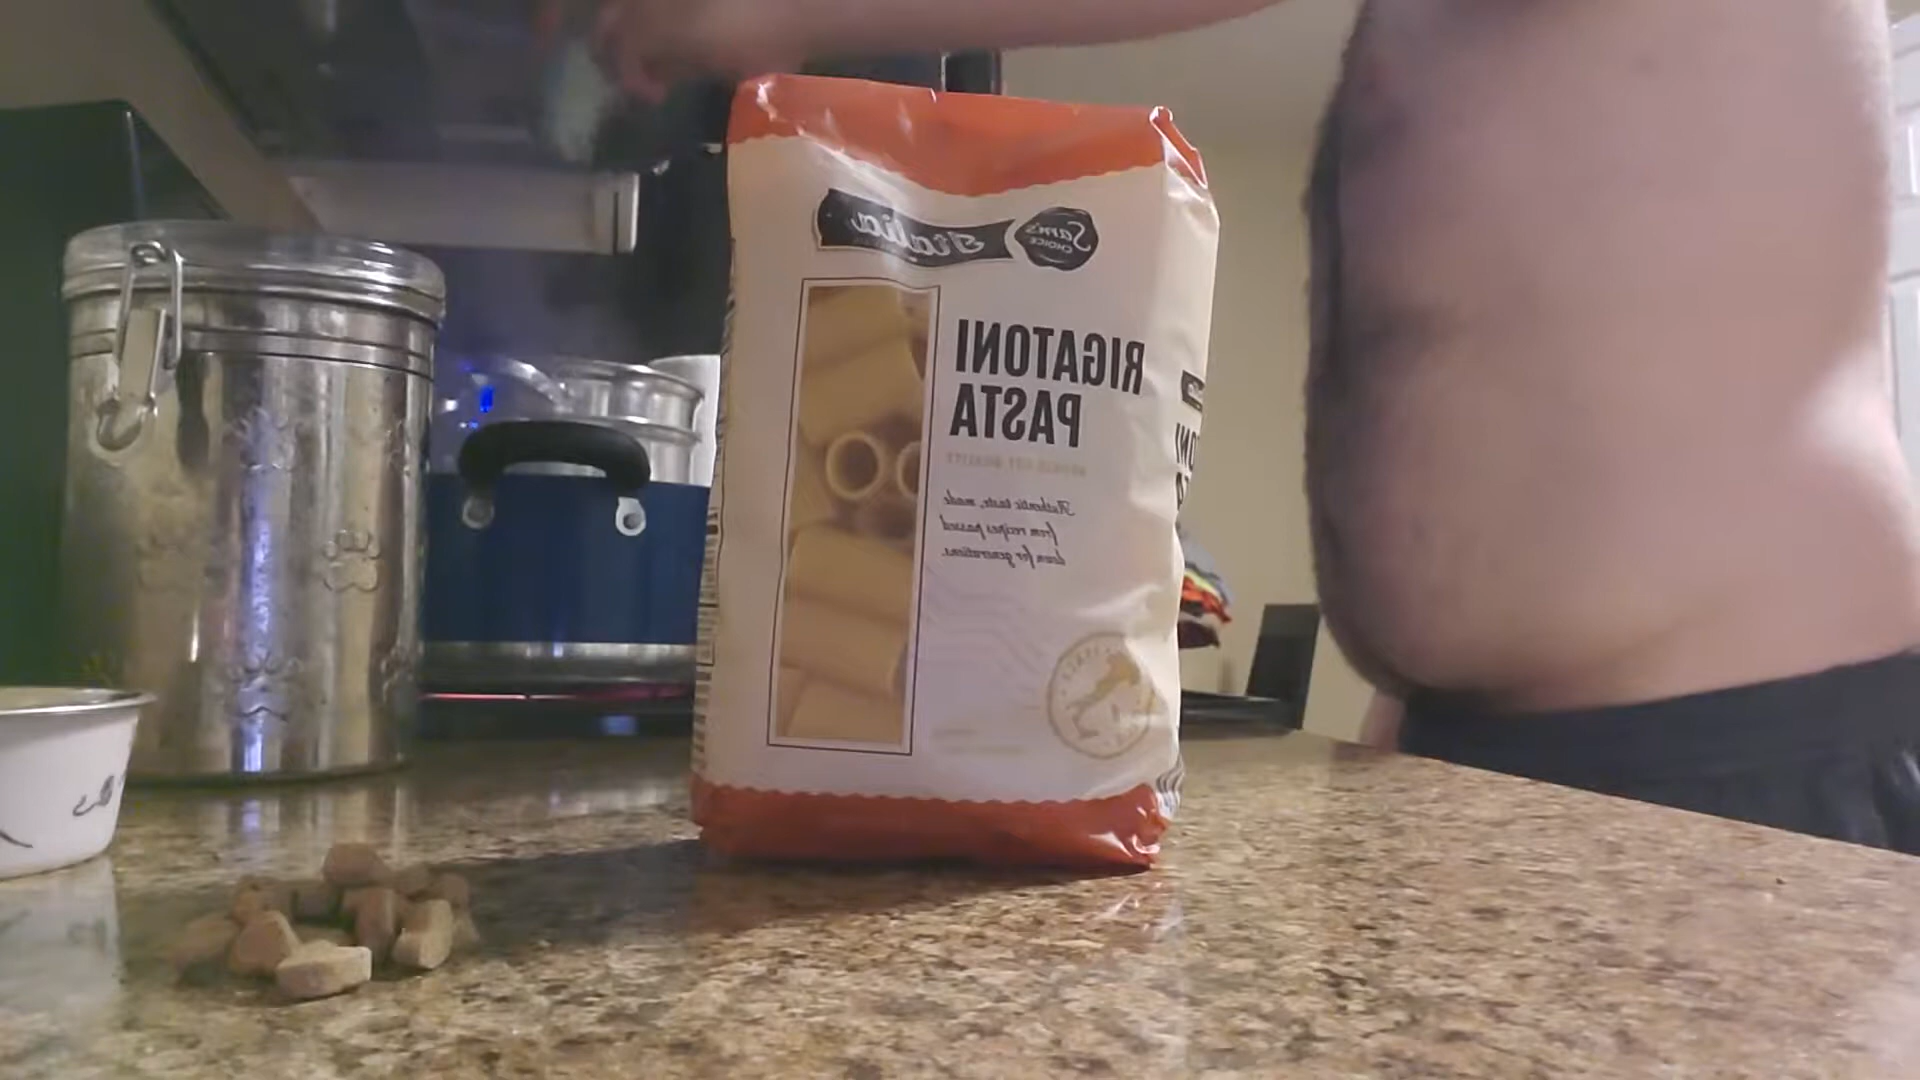 Sam's
CHOICE
Italia
RIGATONI
PASTA
Authentic taste, made
from recipes passed
down for generations.